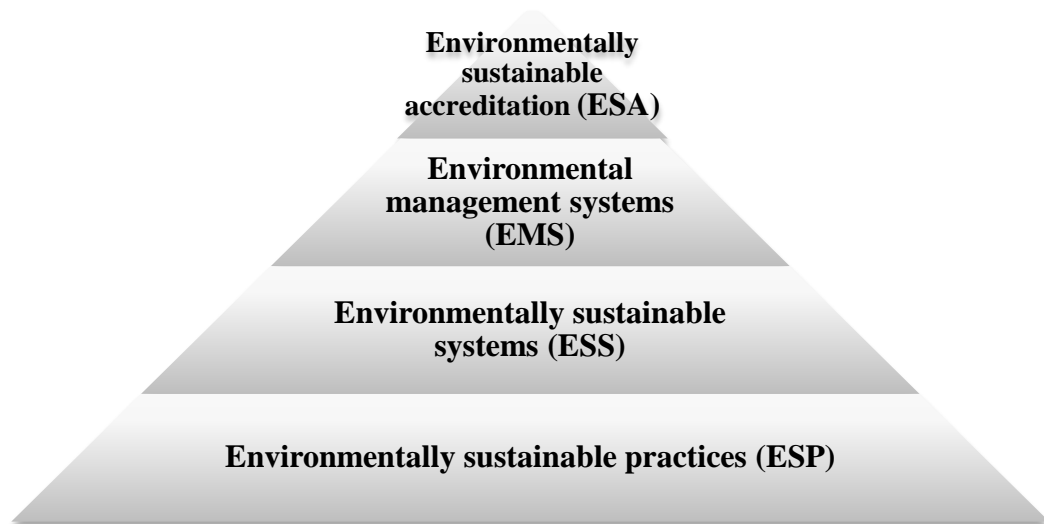 Environmentally
sustainable
accreditation (ESA)
Environmental
management systems
(EMS)
Environmentally sustainable
systems (ESS)
Environmentally sustainable practices (ESP)